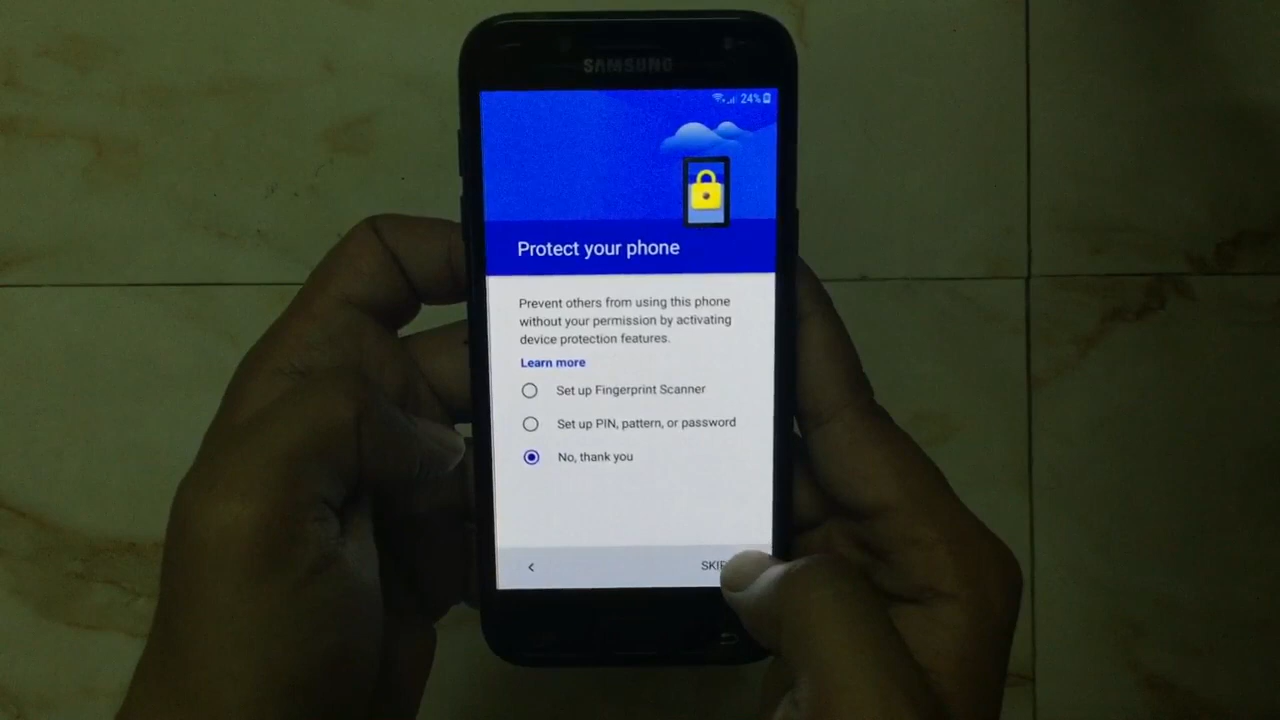 SAMSUNG
24%
Protect your phone
Prevent others from using this phone
without your permission by activating
device protection features.
Learn more
Set up Fingerprint Scanner
Set up PIN, pattern, or password
No, thank you